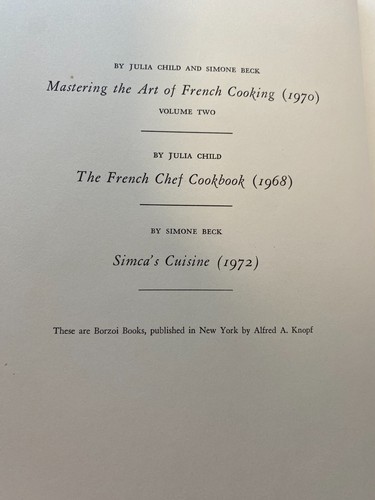 BY JULIA CHILD AND SIMONE BECK
Mastering the Art of French Cooking (1970)
VOLUME TWO
BY JULIA CHILD
The French Chef Cookbook (1968)
BY SIMONE BECK
Simca's Cuisine (1972)
These are Borzoi Books, published in New York by Alfred A. Knopf